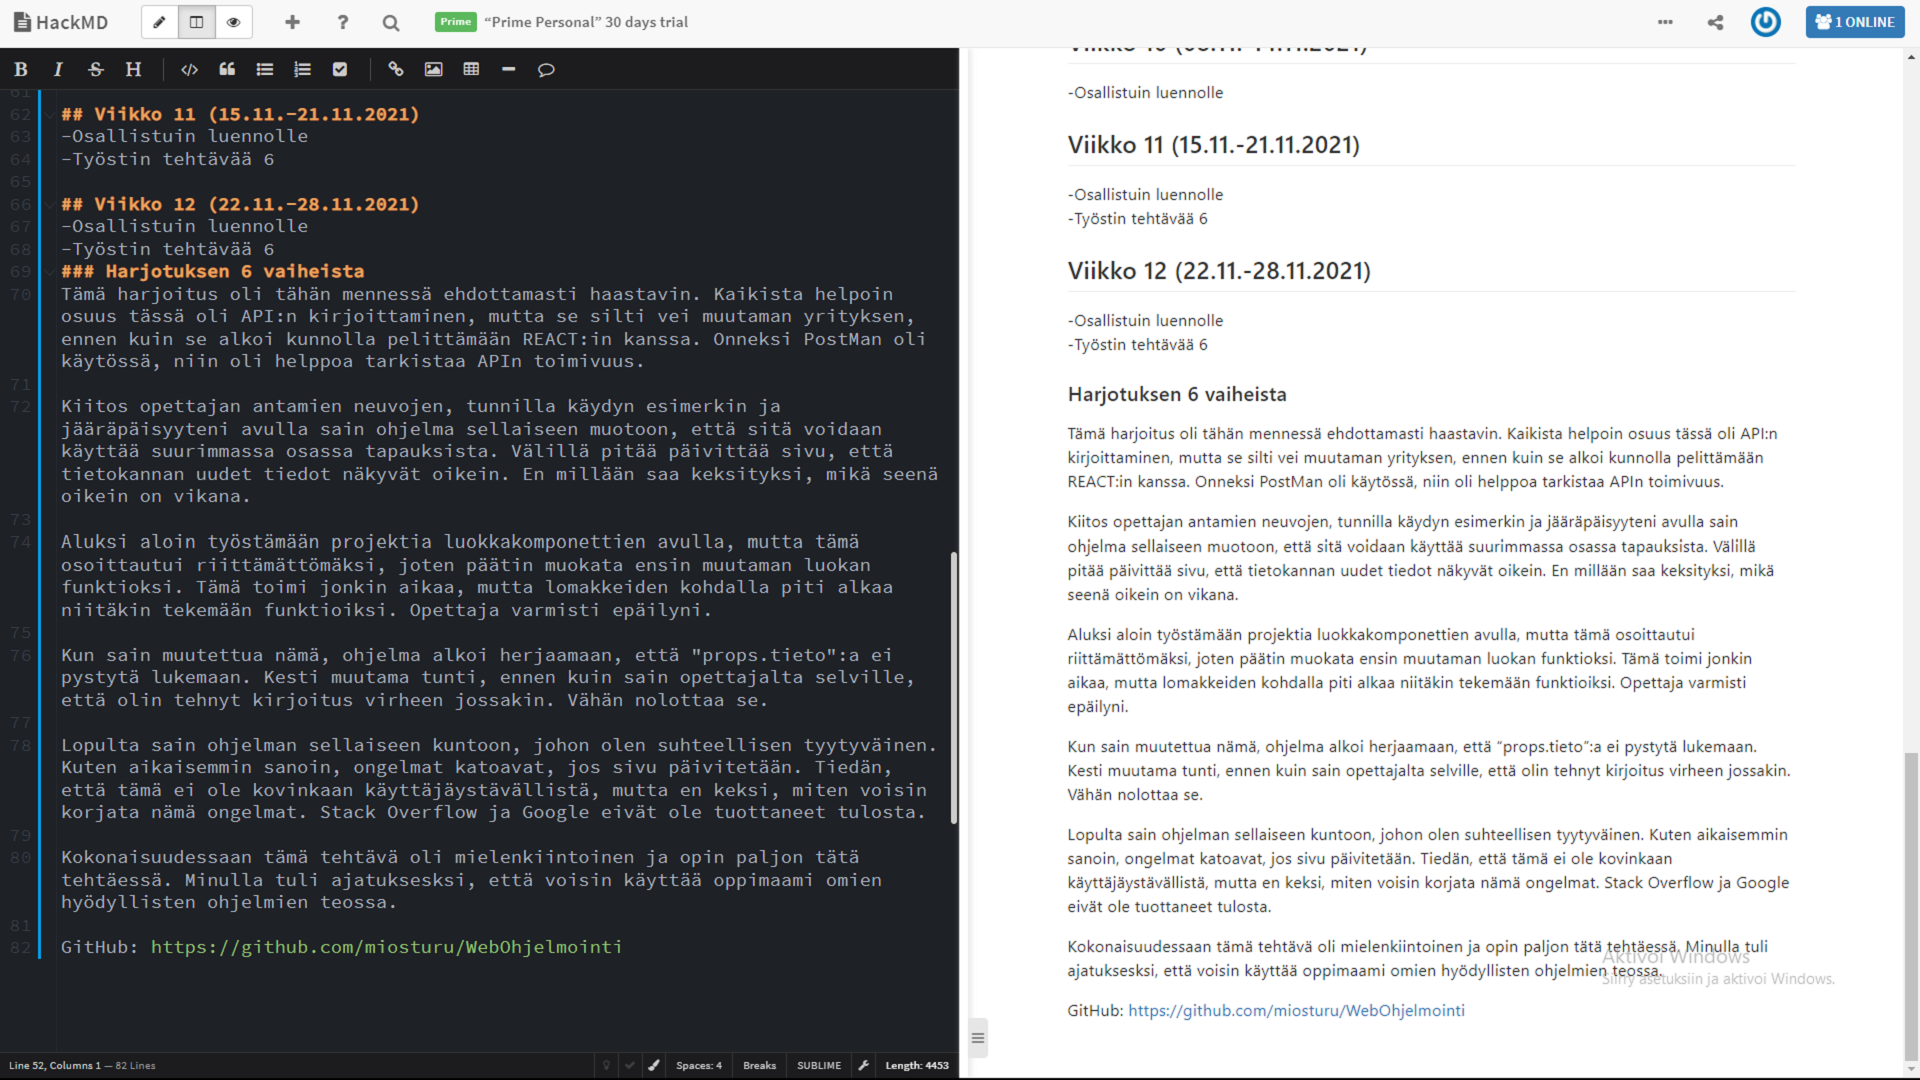 HackMD
Prime "Prime Personal" 30 days trial
1 ONLINE
B I S H
61
62 ## Viikko 11 (15.11.-21.11.2021)
63 -Osallistuin luennolle
64 -Työstin tehtävää 6
65
66 ## Viikko 12 (22.11.-28.11.2021)
67 -Osallistuin luennolle
68 -Työstin tehtävää 6
69 ### Harjotuksen 6 vaiheista
70 Tämä harjoitus oli tähän mennessä ehdottamasti haastavin. Kaikista helpoin
osuus tässä oli API:n kirjoittaminen, mutta se silti vei muutaman yrityksen,
ennen kuin se alkoi kunnolla pelittämään REACT:in kanssa. Onneksi PostMan oli
käytössä, niin oli helppoa tarkistaa APIn toimivuus.
71
72 Kiitos opettajan antamien neuvojen, tunnilla käydyn esimerkin ja
jääräpäisyyteni avulla sain ohjelma sellaiseen muotoon, että sitä voidaan
käyttää suurimmassa osassa tapauksista. Välillä pitää päivittää sivu, että
tietokannan uudet tiedot näkyvät oikein. En millään saa keksityksi, mikä seenä
oikein on vikana.
73
74 Aluksi aloin työstämään projektia luokkakomponettien avulla, mutta tämä
osoittautui riittämättömäksi, joten päätin muokata ensin muutaman luokan
funktioksi. Tämä toimi jonkin aikaa, mutta lomakkeiden kohdalla piti alkaa
niitäkin tekemään funktioiksi. Opettaja varmisti epäilyni.
75
76 Kun sain muutettua nämä, ohjelma alkoi herjaamaan, että "props.tieto":a ei
pystytä lukemaan. Kesti muutama tunti, ennen kuin sain opettajalta selville,
että olin tehnyt kirjoitus virheen jossakin. Vähän nolottaa se.
77
78 Lopulta sain ohjelman sellaiseen kuntoon, johon olen suhteellisen tyytyväinen.
Kuten aikaisemmin sanoin, ongelmat katoavat, jos sivu päivitetään. Tiedän,
että tämä ei ole kovinkaan käyttäjäystävällistä, mutta en keksi, miten voisin
korjata nämä ongelmat. Stack Overflow ja Google eivät ole tuottaneet tulosta.
79
80 Kokonaisuudessaan tämä tehtävä oli mielenkiintoinen ja opin paljon tätä
tehtäessä. Minulla tuli ajatuksesksi, että voisin käyttää oppimaami omien
hyödyllisten ohjelmien teossa.
81
82 GitHub: https://github.com/miosturu/WebOhjelmointi
Line 52, Columns 1 — 82 Lines
Spaces: 4 Breaks SUBLIME Length: 4453
-Osallistuin luennolle
Viikko 11 (15.11.-21.11.2021)
-Osallistuin luennolle
-Työstin tehtävää 6
Viikko 12 (22.11.-28.11.2021)
-Osallistuin luennolle
-Työstin tehtävää 6
Harjotuksen 6 vaiheista
Tämä harjoitus oli tähän mennessä ehdottamasti haastavin. Kaikista helpoin osuus tässä oli API:n
kirjoittaminen, mutta se silti vei muutaman yrityksen, ennen kuin se alkoi kunnolla pelittämään
REACT:in kanssa. Onneksi PostMan oli käytössä, niin oli helppoa tarkistaa APIn toimivuus.
Kiitos opettajan antamien neuvojen, tunnilla käydyn esimerkin ja jääräpäisyyteni avulla sain
ohjelma sellaiseen muotoon, että sitä voidaan käyttää suurimmassa osassa tapauksista. Välillä
pitää päivittää sivu, että tietokannan uudet tiedot näkyvät oikein. En millään saa keksityksi, mikä
seenä oikein on vikana.
Aluksi aloin työstämään projektia luokkakomponettien avulla, mutta tämä osoittautui
riittämättömäksi, joten päätin muokata ensin muutaman luokan funktioksi. Tämä toimi jonkin
aikaa, mutta lomakkeiden kohdalla piti alkaa niitäkin tekemään funktioiksi. Opettaja varmisti
epäilyni.
Kun sain muutettua nämä, ohjelma alkoi herjaamaan, että “props.tieto”:a ei pystytä lukemaan.
Kesti muutama tunti, ennen kuin sain opettajalta selville, että olin tehnyt kirjoitus virheen jossakin.
Vähän nolottaa se.
Lopulta sain ohjelman sellaiseen kuntoon, johon olen suhteellisen tyytyväinen. Kuten aikaisemmin
sanoin, ongelmat katoavat, jos sivu päivitetään. Tiedän, että tämä ei ole kovinkaan
käyttäjäystävällistä, mutta en keksi, miten voisin korjata nämä ongelmat. Stack Overflow ja Google
eivät ole tuottaneet tulosta.
Kokonaisuudessaan tämä tehtävä oli mielenkiintoinen ja opin paljon tätä tehtäessä. Minulla tuli
ajatuksesksi, että voisin käyttää oppimaami omien hyödyllisten ohjelmien teossa.
GitHub: https://github.com/miosturu/WebOhjelmointi
Aktivoi Windows
Siirry asetuksiin ja aktivoi Windows.